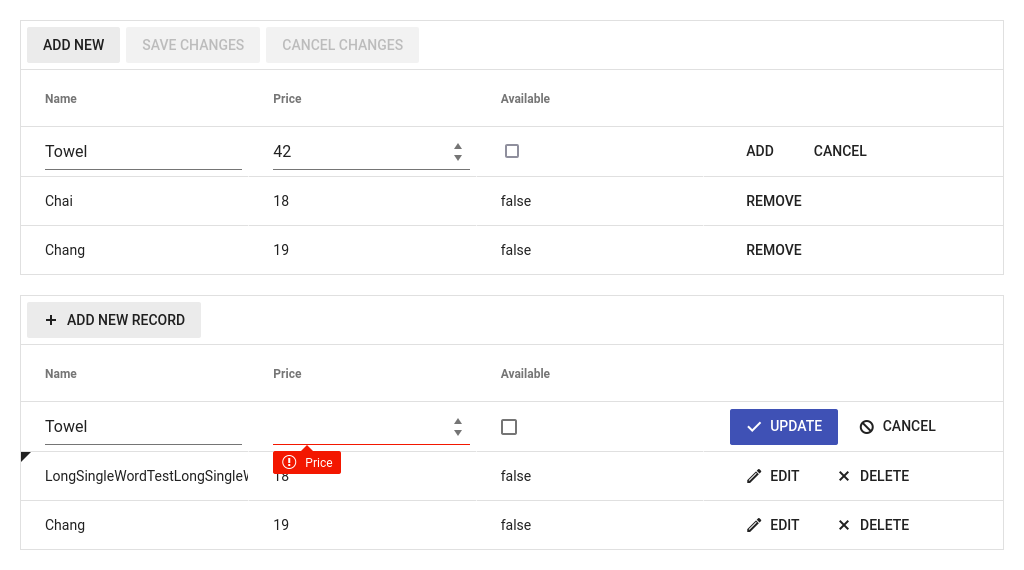 ADD NEW SAVE CHANGES CANCEL CHANGES
Name Price Available
Towel 42 ADD CANCEL
Chai 18 false REMOVE
Chang 19 false REMOVE
ADD NEW RECORD
Name Price Available
Towel UPDATE CANCEL
Price
LongSingleWordTestLongSingleW 18 false EDIT DELETE
Chang 19 false EDIT DELETE